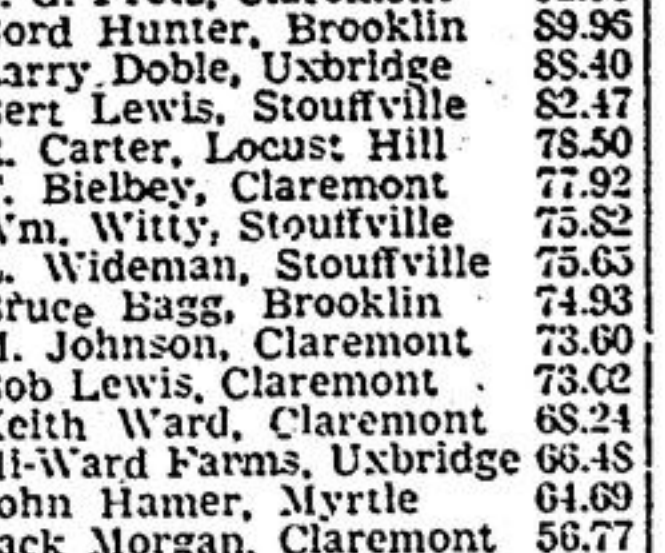 ord Hunter, Brooklin 89.96
arry Doble, Uxbridge 88.40
ert Lewis, Stouffville 82.47
. Carter, Locust Hill 78.50
. Bielbey, Claremont 77.92
m. Witty, Stouffville 75.82
. Wideman, Stouffville 75.65
ruce Bagg, Brooklin 74.93
. Johnson, Claremont 73.60
ob Lewis, Claremont 73.02
eith Ward, Claremont 68.24
i-Ward Farms, Uxbridge 66.48
ohn Hamer, Myrtle 64.69
ack Morgan, Claremont 56.77